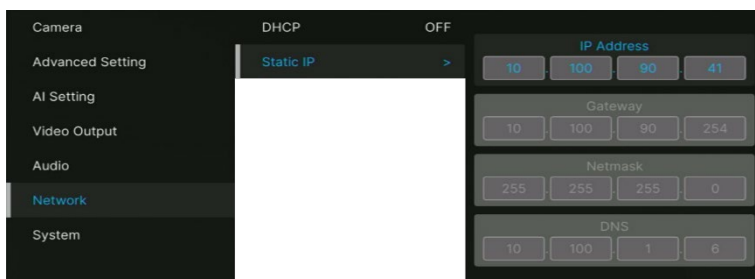 Camera
Advanced Setting
AI Setting
Video Output
Audio
Network
System
DHCP OFF
Static IP >
IP Address
10 . 100 . 90 . 41
Gateway
10 . 100 . 90 . 254
Netmask
255 . 255 . 255 . 0
DNS
10 . 100 . 1 . 6